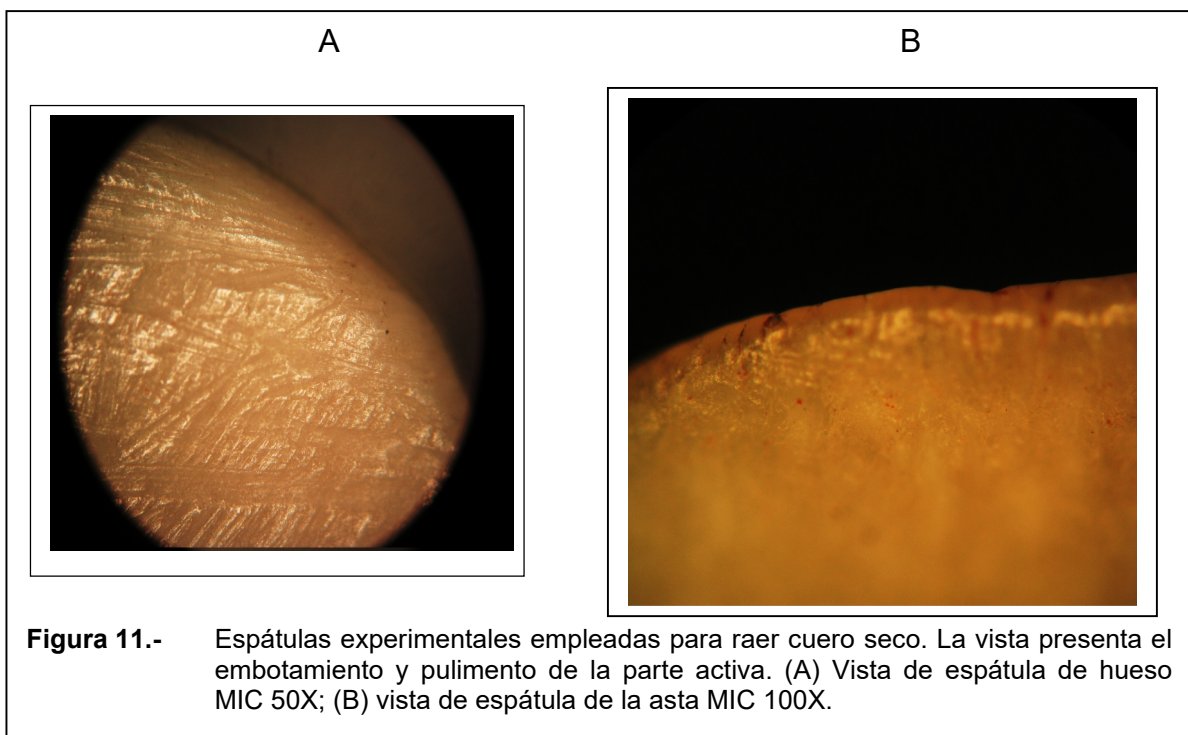 A
B
Figura 11.- Espátulas experimentales empleadas para raer cuero seco. La vista presenta el
embotamiento y pulimento de la parte activa. (A) Vista de espátula de hueso
MIC 50X; (B) vista de espátula de la asta MIC 100X.